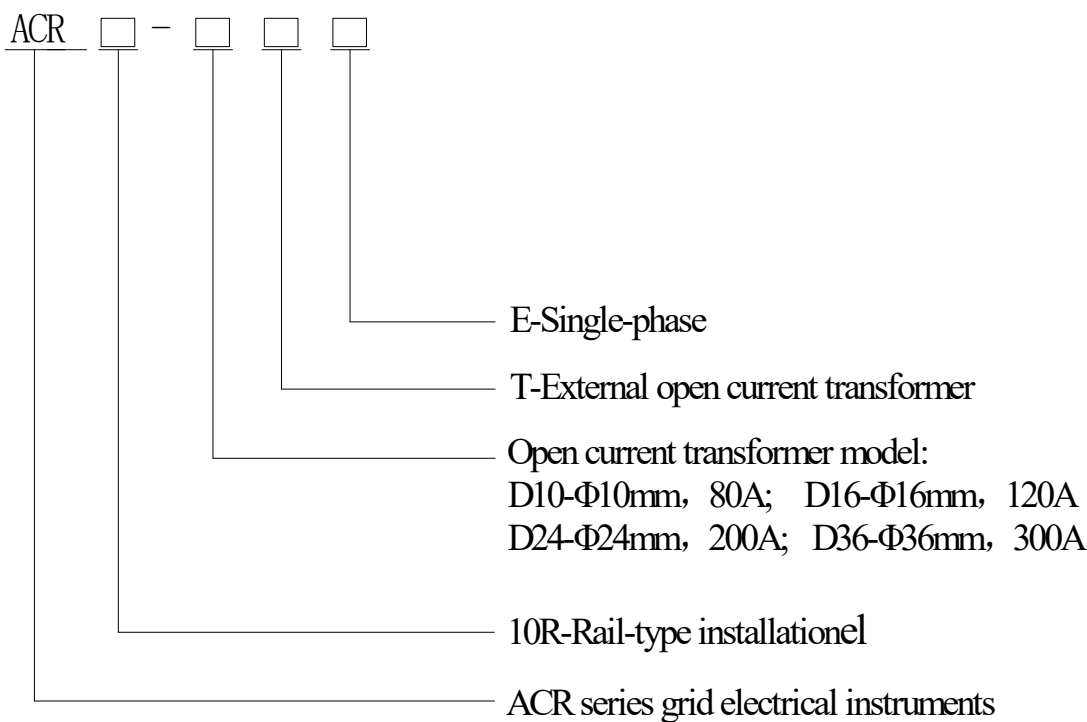 ACR □ - □ □ □
E-Single-phase
T-External open current transformer
Open current transformer model:
D10-Φ10mm，80A; D16-Φ16mm，120A
D24-Φ24mm，200A; D36-Φ36mm，300A
10R-Rail-type installationel
ACR series grid electrical instruments